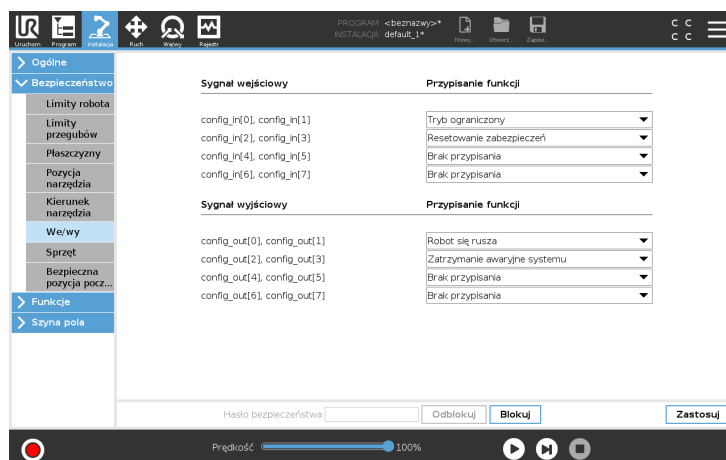 UR
PROGRAM <beznazwy>*
INSTALACJA default_1*
C C
C C
Uruchom Program Instalacja Ruch We/wy Rejestr Nowy... Otwórz... Zapisz...
Ogólne
Bezpieczeństwo
Limity robota
Limity
przegubów
Płaszczyzny
Pozycja
narzędzia
Kierunek
narzędzia
We/wy
Sprzęt
Bezpieczna
pozycja pocz...
Funkcje
Szyna pola
Sygnał wejściowy Przypisanie funkcji
config_in[0], config_in[1] Tryb ograniczony
config_in[2], config_in[3] Resetowanie zabezpieczeń
config_in[4], config_in[5] Brak przypisania
config_in[6], config_in[7] Brak przypisania
Sygnał wyjściowy Przypisanie funkcji
config_out[0], config_out[1] Robot się rusza
config_out[2], config_out[3] Zatrzymanie awaryjne systemu
config_out[4], config_out[5] Brak przypisania
config_out[6], config_out[7] Brak przypisania
Hasło bezpieczeństwa Odblokuj Blokuj Zastosuj
Prędkość 100%